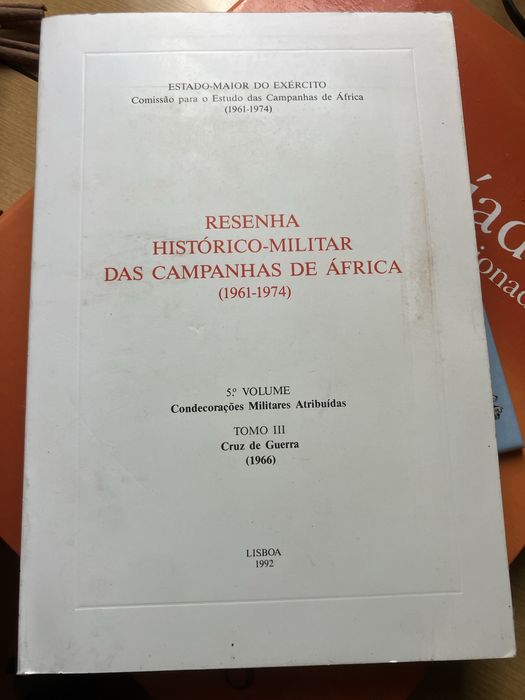 ESTADO-MAIOR DO EXÉRCITO
Comissão para o Estudo das Campanhas de África
(1961-1974)
RESENHA
HISTÓRICO-MILITAR
DAS CAMPANHAS DE ÁFRICA
(1961-1974)
5.º VOLUME
Condecorações Militares Atribuídas
TOMO III
Cruz de Guerra
(1966)
LISBOA
1992